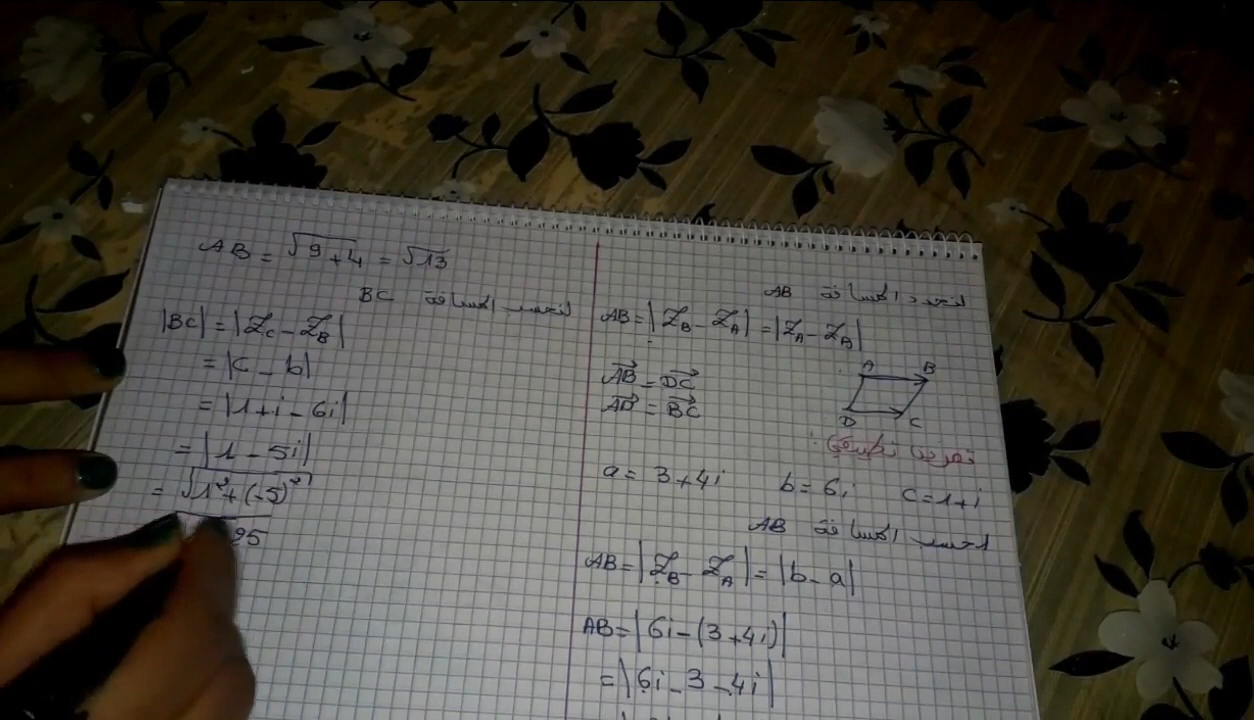 لنحسب المسافة AB
AB = |Z_B - Z_A| = |Z_A - Z_B|
A B
D C
AB⃗ = DC⃗
AD⃗ = BC⃗
تمرين تطبيقي:
a = 3 + 4i b = 6i c = 1 + i
احسب المسافة AB
AB = |Z_B - Z_A| = |b - a|
AB = |6i - (3 + 4i)|
= |6i - 3 - 4i|
AB = √9+4 = √13
لنحسب المسافة BC
|BC| = |Z_C - Z_B|
= |c - b|
= |1 + i - 6i|
= |1 - 5i|
= √1² + (-5)²
25